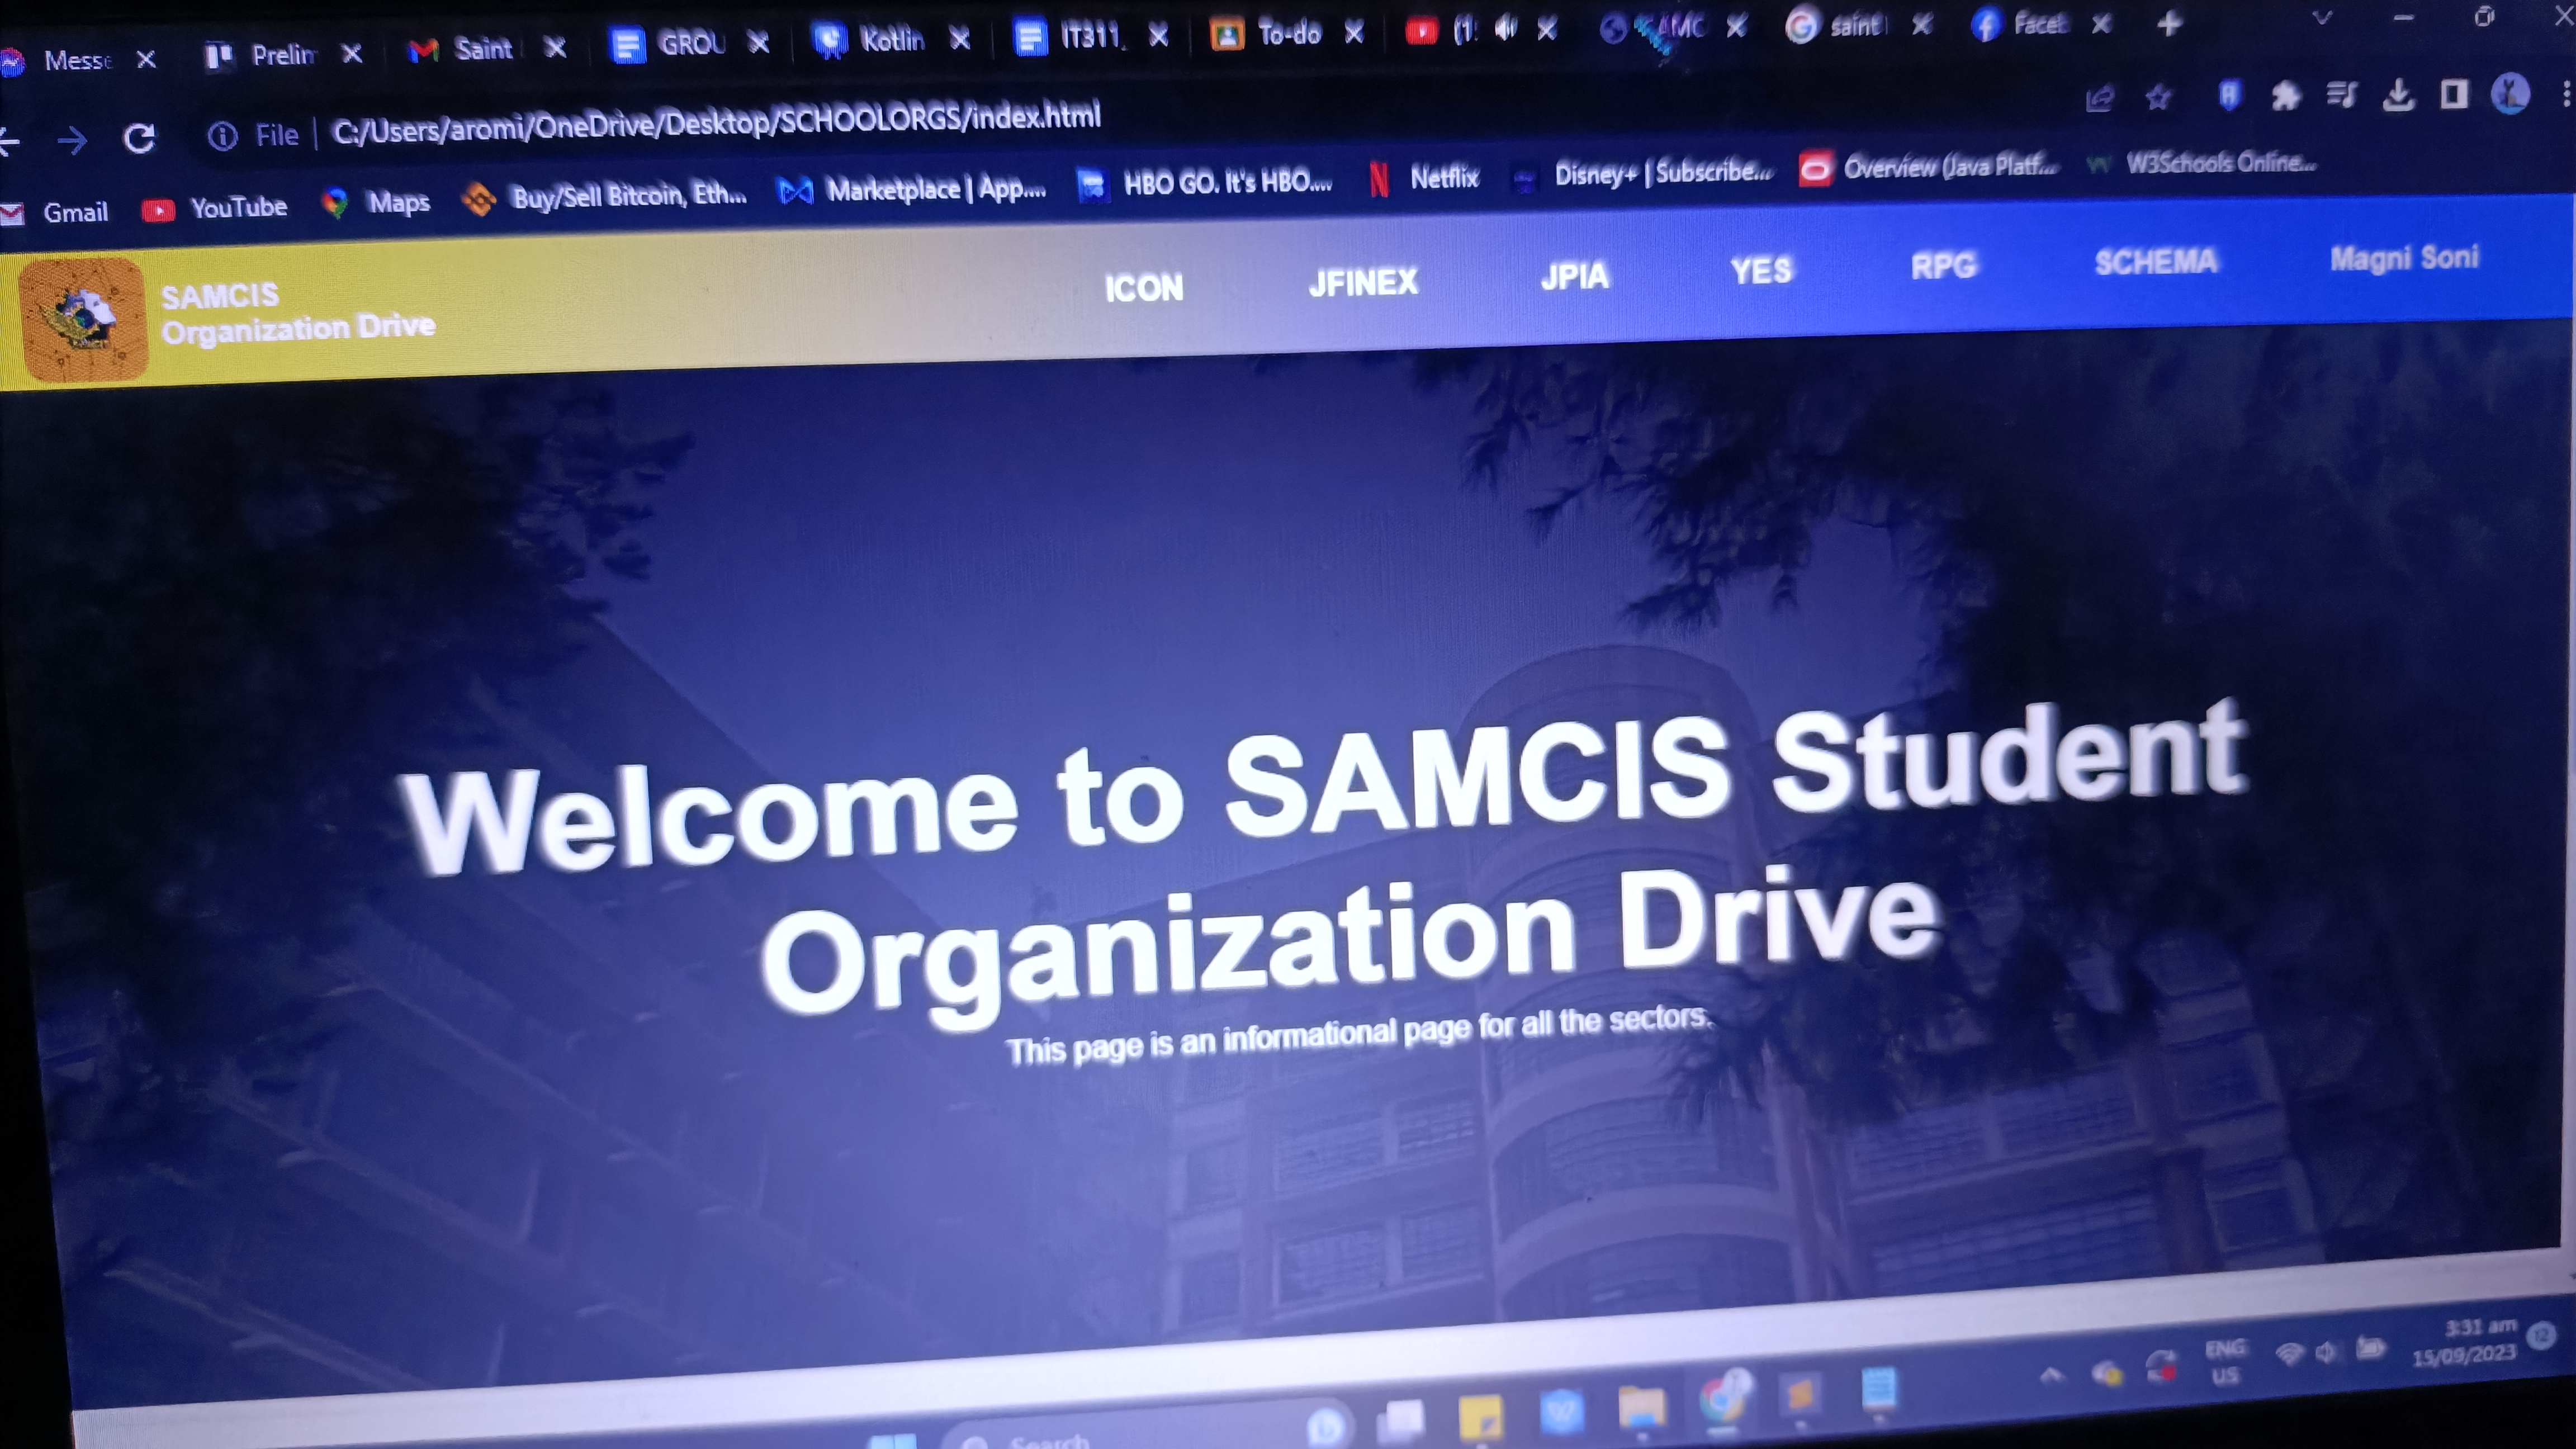 Messe
Prelim
Saint
GROU
Kotlin
IT311.
To-do
(1:
AMC
saint
Faceb
File
C:/Users/aromi/OneDrive/Desktop/SCHOOLORGS/index.html
Gmail
YouTube
Maps
Buy/Sell Bitcoin, Eth...
Marketplace | App....
HBO GO. It's HBO....
Netflix
Disney+ | Subscribe...
Overview (Java Platf...
W3Schools Online...
SAMCIS
Organization Drive
ICON
JFINEX
JPIA
YES
RPG
SCHEMA
Magni Soni
Welcome to SAMCIS Student
Organization Drive
This page is an informational page for all the sectors.
Search
ENG
US
3:31 am
15/09/2023
12